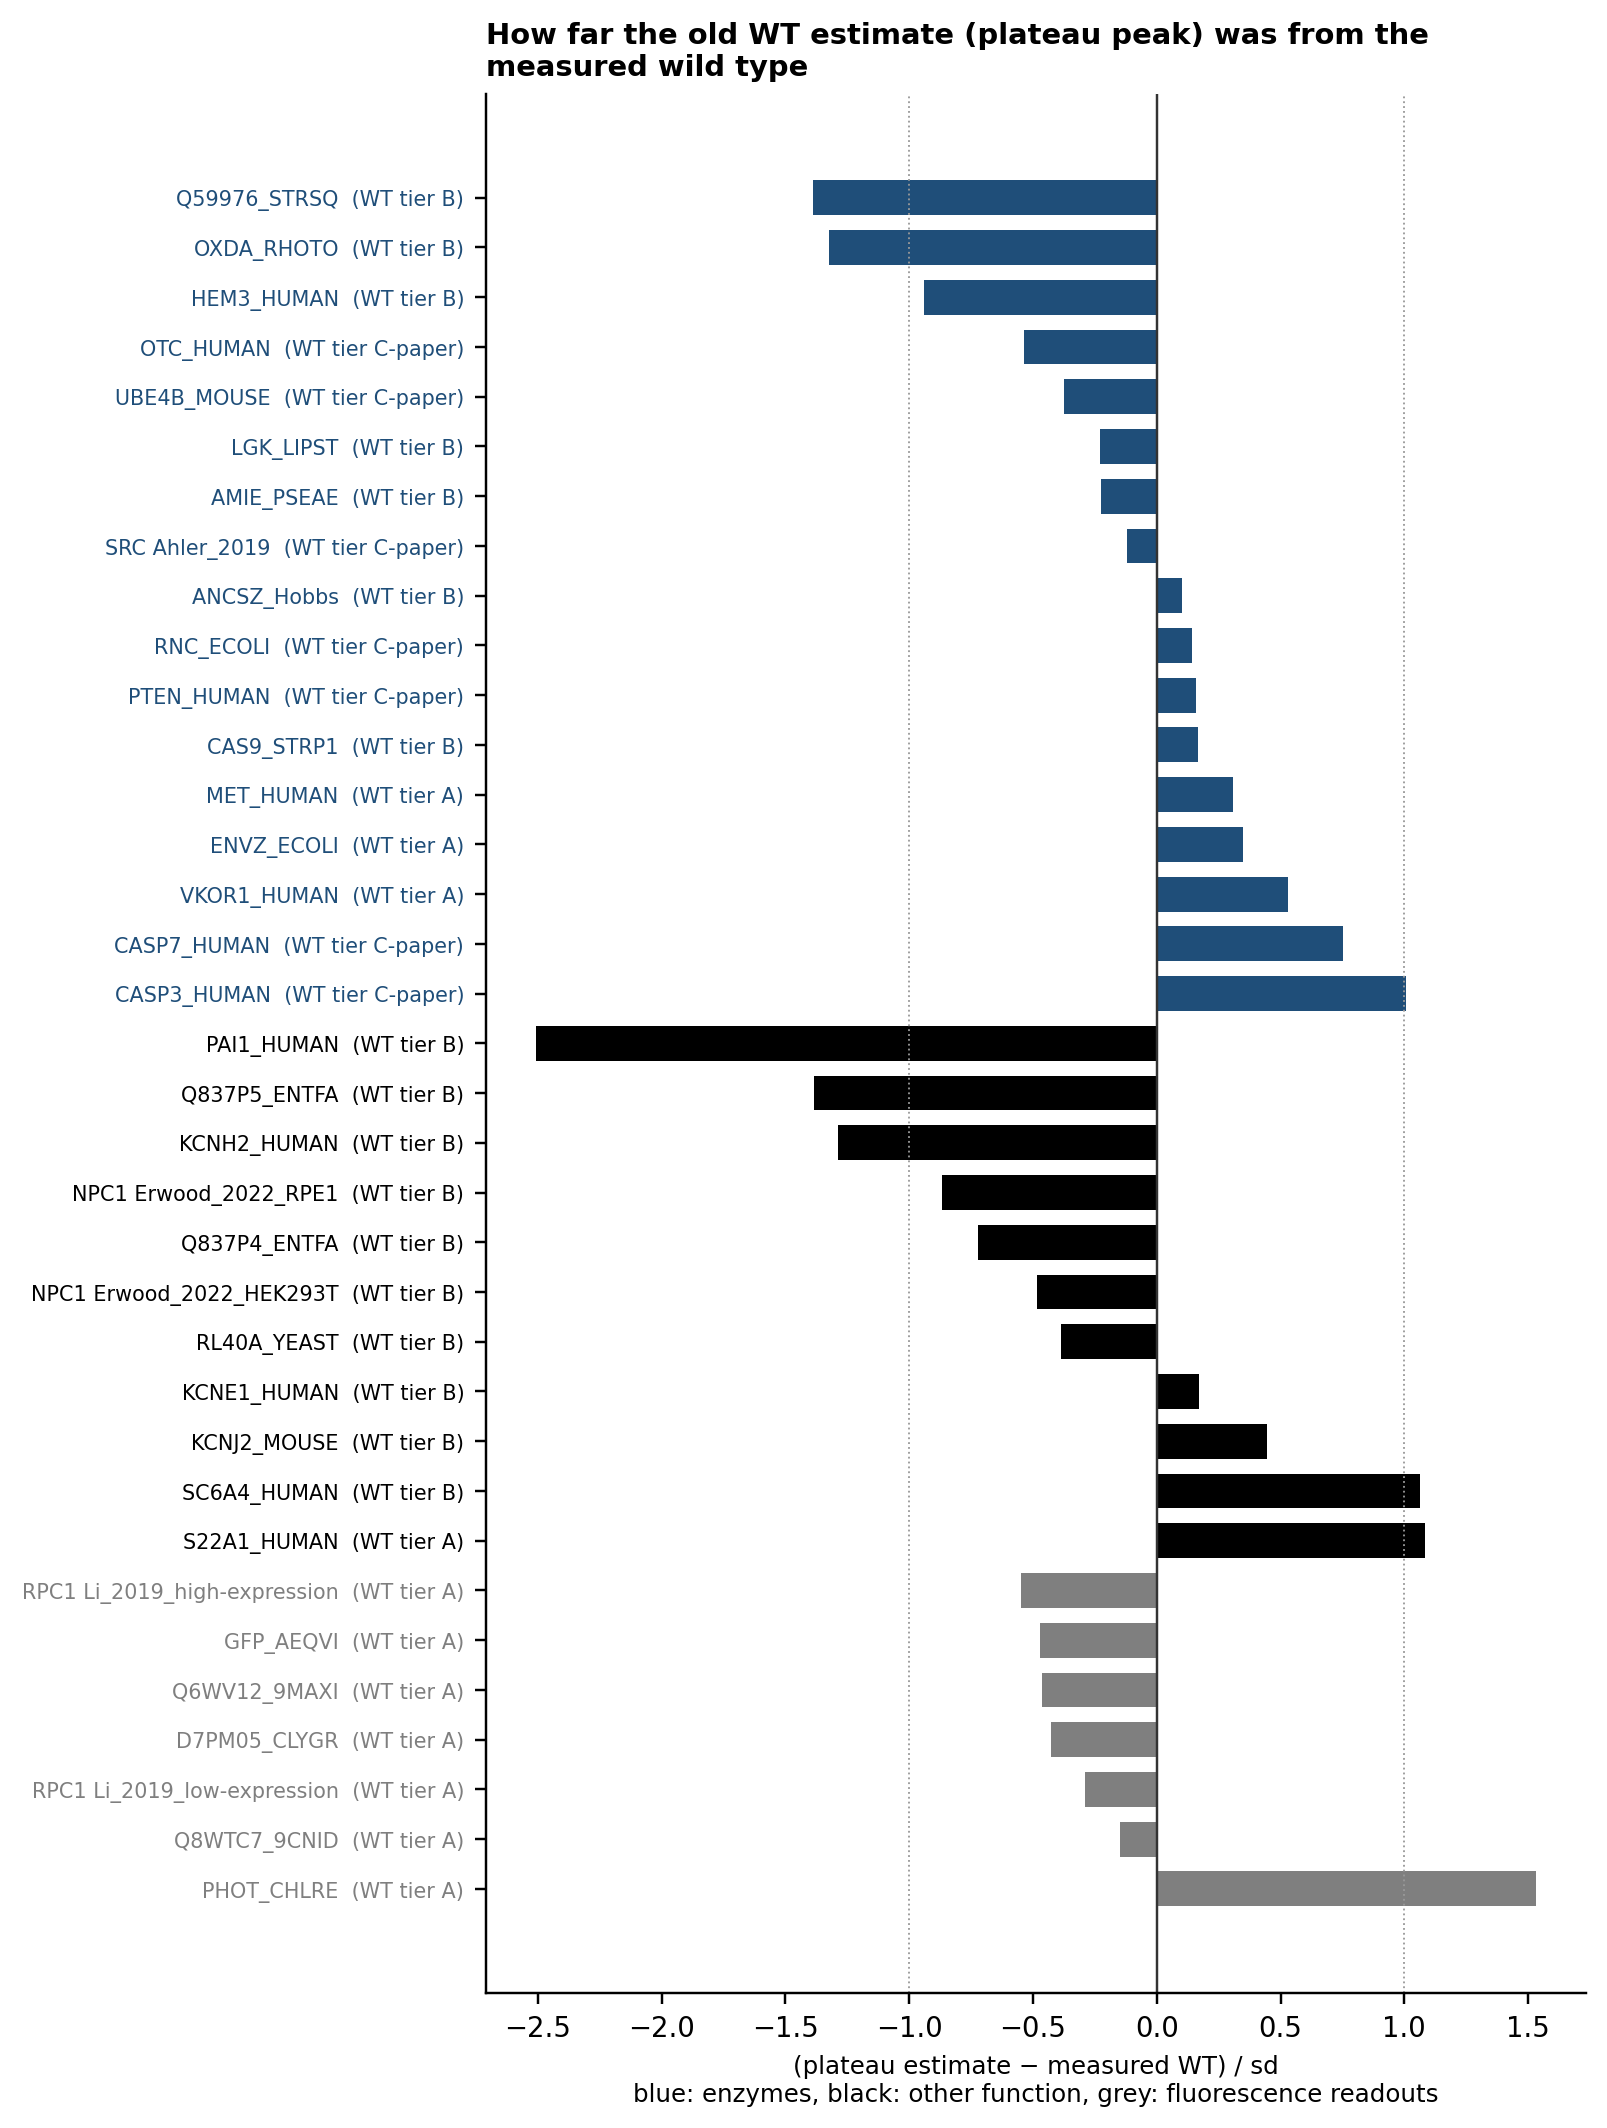 How far the old WT estimate (plateau peak) was from the
measured wild type
Q59976_STRSQ (WT tier B)
OXDA_RHOTO (WT tier B)
HEM3_HUMAN (WT tier B)
OTC_HUMAN (WT tier C-paper)
UBE4B_MOUSE (WT tier C-paper)
LGK_LIPST (WT tier B)
AMIE_PSEAE (WT tier B)
SRC Ahler_2019 (WT tier C-paper)
ANCSZ_Hobbs (WT tier B)
RNC_ECOLI (WT tier C-paper)
PTEN_HUMAN (WT tier C-paper)
CAS9_STRP1 (WT tier B)
MET_HUMAN (WT tier A)
ENVZ_ECOLI (WT tier A)
VKOR1_HUMAN (WT tier A)
CASP7_HUMAN (WT tier C-paper)
CASP3_HUMAN (WT tier C-paper)
PAI1_HUMAN (WT tier B)
Q837P5_ENTFA (WT tier B)
KCNH2_HUMAN (WT tier B)
NPC1 Erwood_2022_RPE1 (WT tier B)
Q837P4_ENTFA (WT tier B)
NPC1 Erwood_2022_HEK293T (WT tier B)
RL40A_YEAST (WT tier B)
KCNE1_HUMAN (WT tier B)
KCNJ2_MOUSE (WT tier B)
SC6A4_HUMAN (WT tier B)
S22A1_HUMAN (WT tier A)
RPC1 Li_2019_high-expression (WT tier A)
GFP_AEQVI (WT tier A)
Q6WV12_9MAXI (WT tier A)
D7PM05_CLYGR (WT tier A)
RPC1 Li_2019_low-expression (WT tier A)
Q8WTC7_9CNID (WT tier A)
PHOT_CHLRE (WT tier A)
−2.5 −2.0 −1.5 −1.0 −0.5 0.0 0.5 1.0 1.5
(plateau estimate − measured WT) / sd
blue: enzymes, black: other function, grey: fluorescence readouts